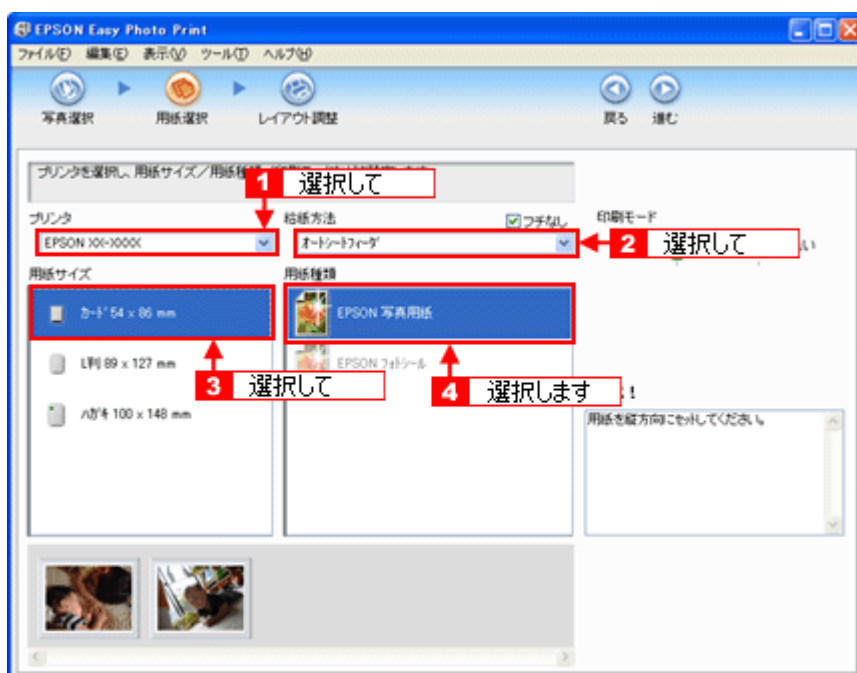 EPSON Easy Photo Print
ファイル(F) 編集(E) 表示(V) ツール(T) ヘルプ(H)
写真選択 用紙選択 レイアウト調整 戻る 進む
プリンタを選択し、用紙サイズ／用紙種類
1 選択して
プリンタ 給紙方法 フチなし 印刷モード
EPSON XX-XXXX オートシートフィーダ 2 選択して い
用紙サイズ 用紙種類
カード 54 x 86 mm EPSON 写真用紙
L判 89 x 127 mm EPSON フォトシール
3 選択して 4 選択します !
ハガキ 100 x 148 mm 用紙を縦方向にセットしてください。